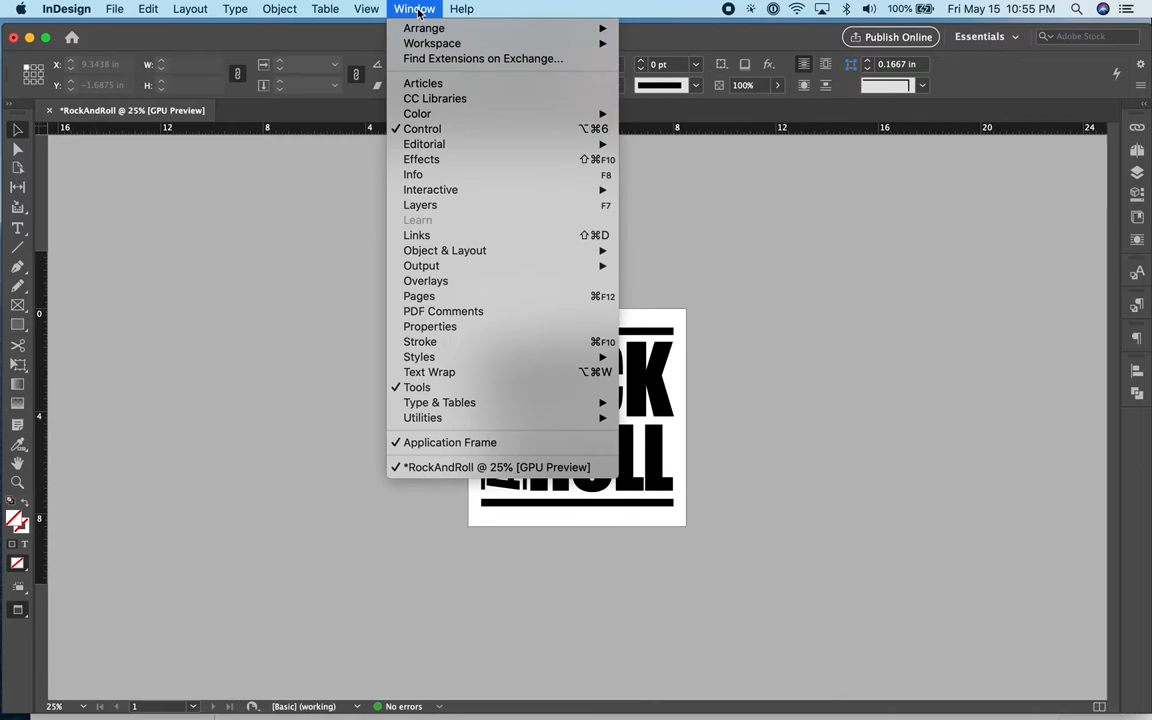 InDesign File Edit Layout Type Object Table View Window Help 100% Fri May 15 10:55 PM
Publish Online Essentials Adobe Stock
X: 9.3438 in W: 0 pt 0.1667 in
Y: -1.6875 in H: 100% fx.
× *RockAndRoll @ 25% [GPU Preview]
16 12 8 4 8 12 16 20 24
0
4
8
Arrange
Workspace
Find Extensions on Exchange...
Articles
CC Libraries
Color
✓ Control ⌥⌘6
Editorial
Effects ⇧⌘F10
Info F8
Interactive
Layers F7
Learn
Links ⇧⌘D
Object & Layout
Output
Overlays
Pages ⌘F12
PDF Comments
Properties
Stroke ⌘F10
Styles
Text Wrap ⌥⌘W
✓ Tools
Type & Tables
Utilities
✓ Application Frame
✓ *RockAndRoll @ 25% [GPU Preview]
CK
ROLL
25% 1 [Basic] (working) No errors